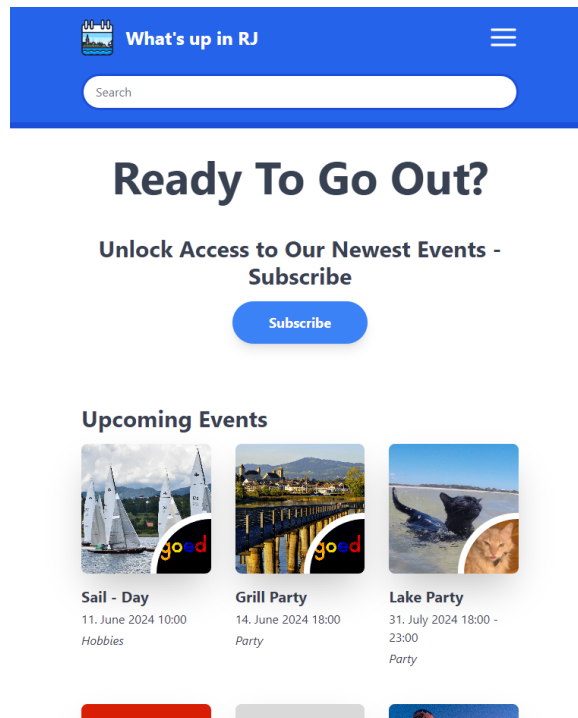 What's up in RJ
Search
Ready To Go Out?
Unlock Access to Our Newest Events -
Subscribe
Subscribe
Upcoming Events
goed
goed
Sail - Day
Grill Party
Lake Party
11. June 2024 10:00
14. June 2024 18:00
31. July 2024 18:00 -
23:00
Hobbies
Party
Party